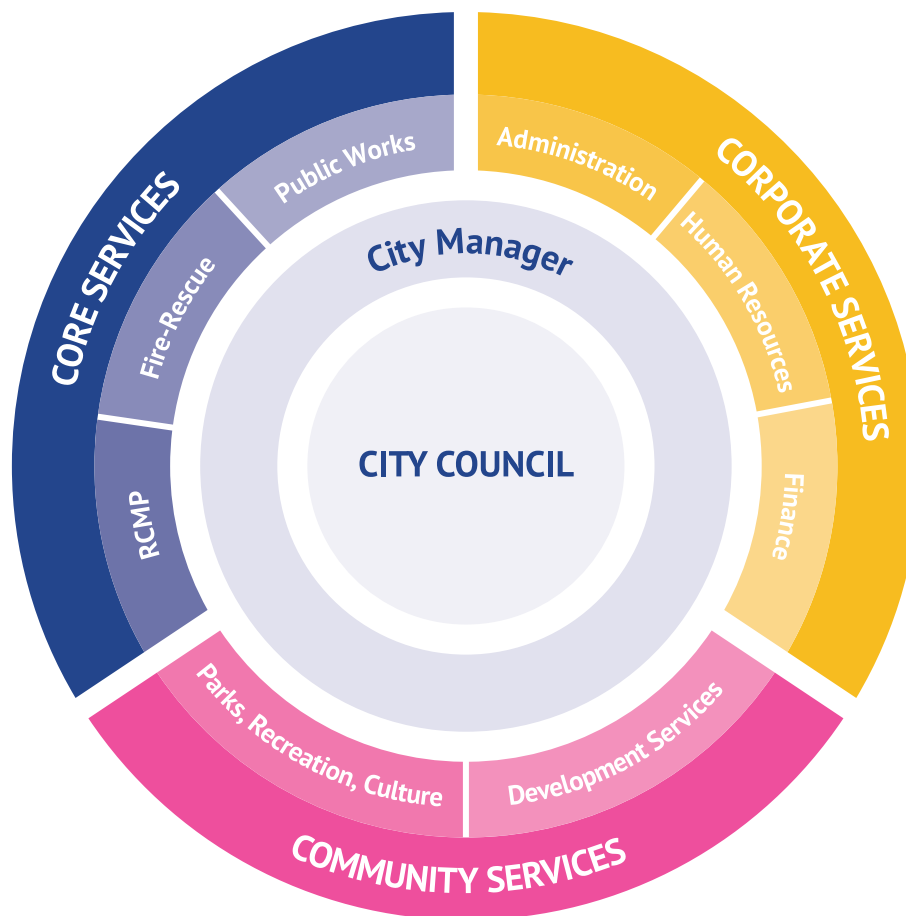 CORE SERVICES
Public Works
Fire-Rescue
RCMP
CORPORATE SERVICES
Administration
Human Resources
Finance
City Manager
CITY COUNCIL
Parks, Recreation, Culture
Development Services
COMMUNITY SERVICES